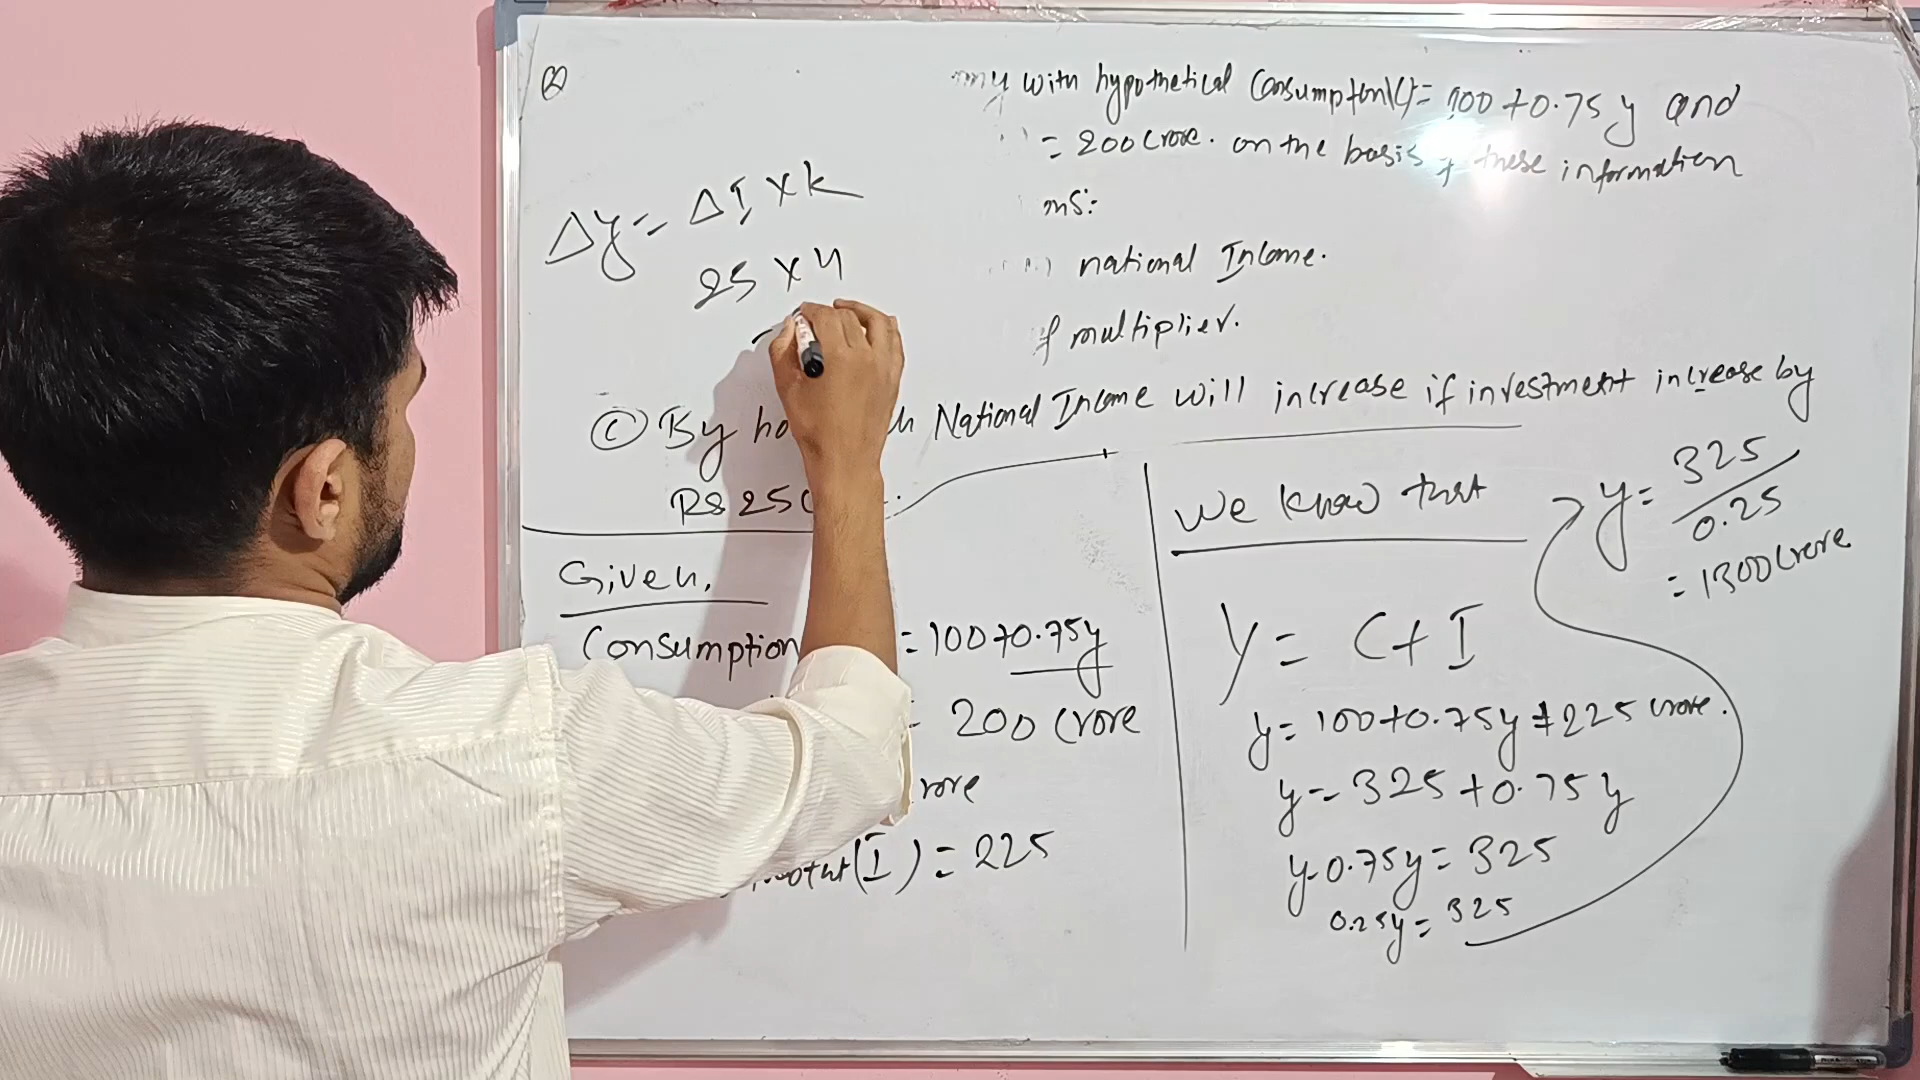 Q
with hypothetical Consumption(C)= 100+0.75y and
= 200 Crore. on the basis of these information
ns:
national Income.
f multiplier.
Δy= ΔI × k
25 × 4
(C) By National Income will increase if investment increase by
RS 25
Given,
Consumption =100+0.75y
= 200 Crore
rore
(I) = 225
We know that
Y= C+I
y= 100+0.75y+225 crore.
y= 325+0.75y
y-0.75y= 325
0.25y= 325
y= 325/0.25
= 1300 Crore